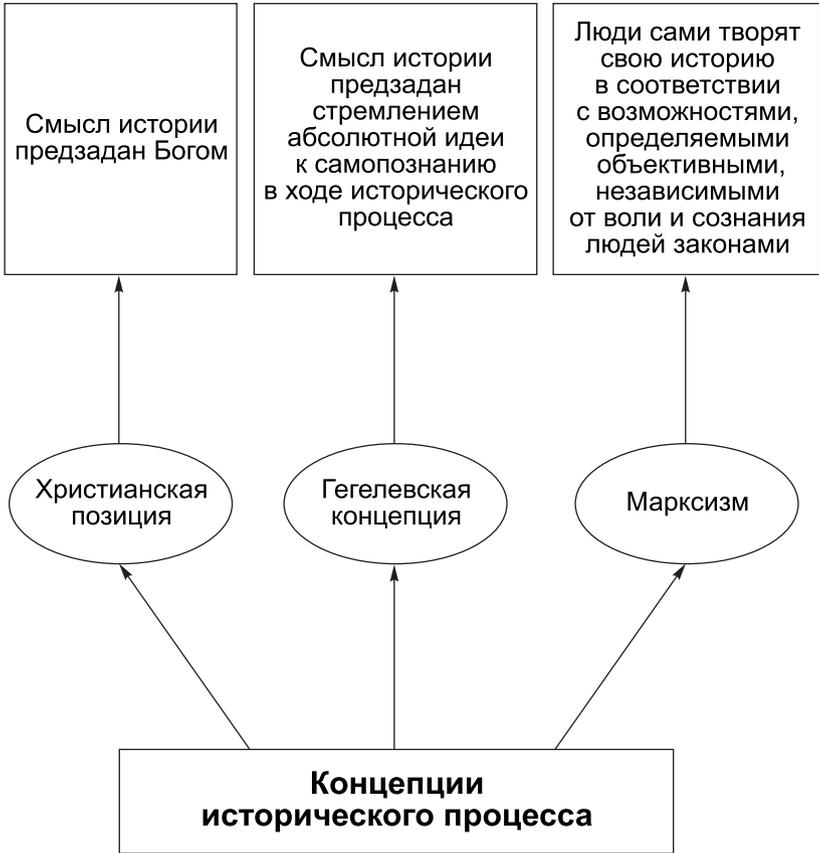 Смысл истории
предзадан Богом
Смысл истории
предзадан
стремлением
абсолютной идеи
к самопознанию
в ходе исторического
процесса
Люди сами творят
свою историю
в соответствии
с возможностями,
определяемыми
объективными,
независимыми
от воли и сознания
людей законами
Христианская
позиция
Гегелевская
концепция
Марксизм
Концепции
исторического процесса